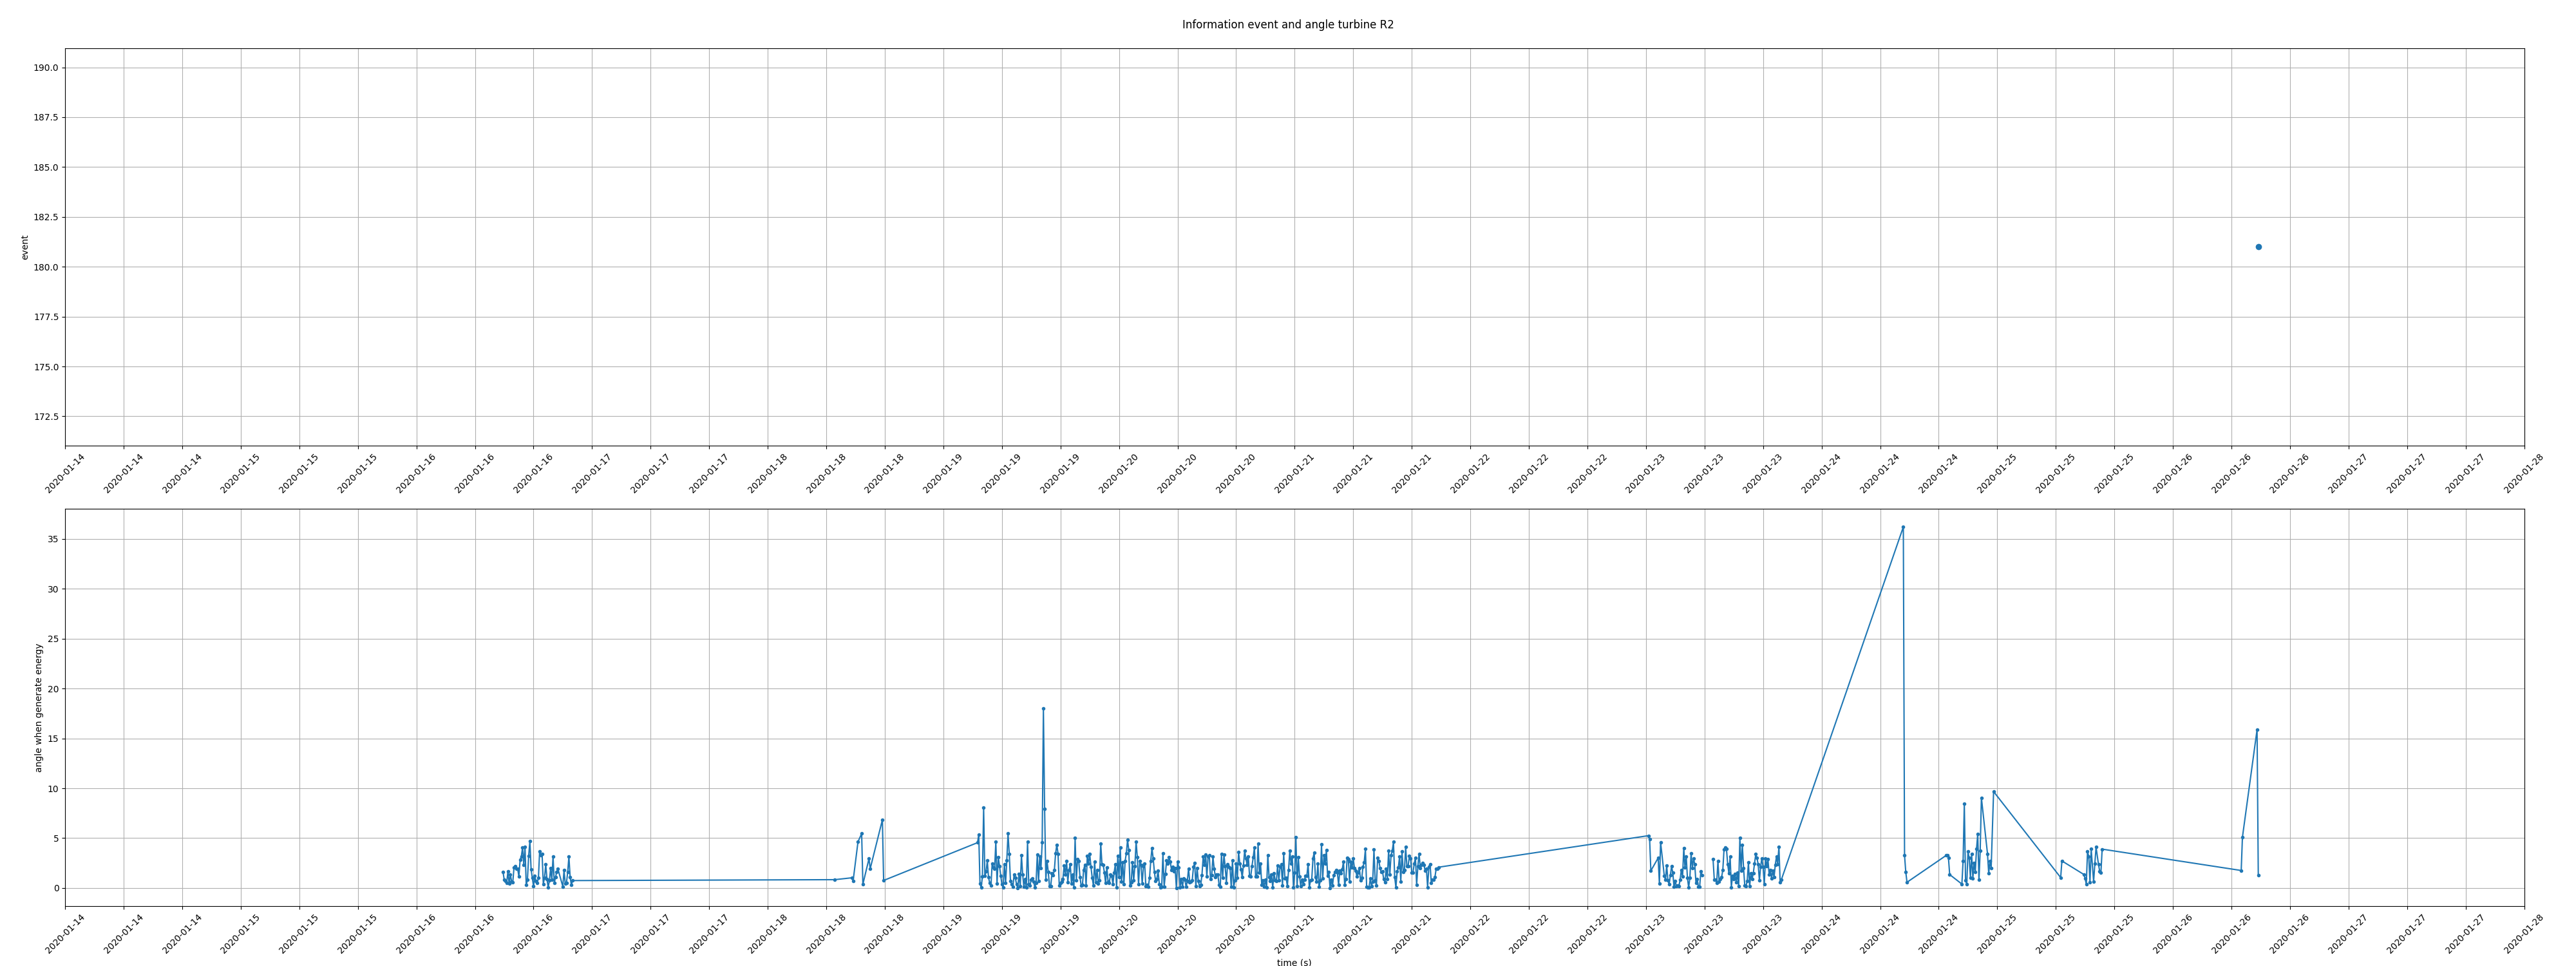 Information event and angle turbine R2
190.0
187.5
185.0
182.5
180.0
177.5
175.0
172.5
event
2020-01-14 2020-01-14 2020-01-14 2020-01-15 2020-01-15 2020-01-15 2020-01-16 2020-01-16 2020-01-16 2020-01-17 2020-01-17 2020-01-17 2020-01-18 2020-01-18 2020-01-18 2020-01-19 2020-01-19 2020-01-19 2020-01-20 2020-01-20 2020-01-20 2020-01-21 2020-01-21 2020-01-21 2020-01-22 2020-01-22 2020-01-22 2020-01-23 2020-01-23 2020-01-23 2020-01-24 2020-01-24 2020-01-24 2020-01-25 2020-01-25 2020-01-25 2020-01-26 2020-01-26 2020-01-26 2020-01-27 2020-01-27 2020-01-27 2020-01-28
35
30
25
20
15
10
5
0
angle when generate energy
2020-01-14 2020-01-14 2020-01-14 2020-01-15 2020-01-15 2020-01-15 2020-01-16 2020-01-16 2020-01-16 2020-01-17 2020-01-17 2020-01-17 2020-01-18 2020-01-18 2020-01-18 2020-01-19 2020-01-19 2020-01-19 2020-01-20 2020-01-20 2020-01-20 2020-01-21 2020-01-21 2020-01-21 2020-01-22 2020-01-22 2020-01-22 2020-01-23 2020-01-23 2020-01-23 2020-01-24 2020-01-24 2020-01-24 2020-01-25 2020-01-25 2020-01-25 2020-01-26 2020-01-26 2020-01-26 2020-01-27 2020-01-27 2020-01-27 2020-01-28
time (s)